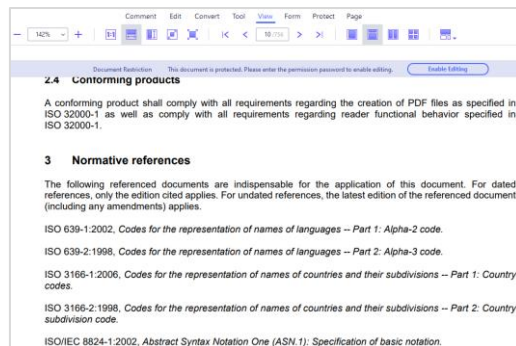 Comment Edit Convert Tool View Form Protect Page
142% 10 /756
Document Restriction This document is protected. Please enter the permission password to enable editing. Enable Editing
2.4 Conforming products
A conforming product shall comply with all requirements regarding the creation of PDF files as specified in
ISO 32000-1 as well as comply with all requirements regarding reader functional behavior specified in
ISO 32000-1.
3 Normative references
The following referenced documents are indispensable for the application of this document. For dated
references, only the edition cited applies. For undated references, the latest edition of the referenced document
(including any amendments) applies.
ISO 639-1:2002, Codes for the representation of names of languages -- Part 1: Alpha-2 code.
ISO 639-2:1998, Codes for the representation of names of languages -- Part 2: Alpha-3 code.
ISO 3166-1:2006, Codes for the representation of names of countries and their subdivisions -- Part 1: Country
codes.
ISO 3166-2:1998, Codes for the representation of names of countries and their subdivisions -- Part 2: Country
subdivision code.
ISO/IEC 8824-1:2002, Abstract Syntax Notation One (ASN.1): Specification of basic notation.